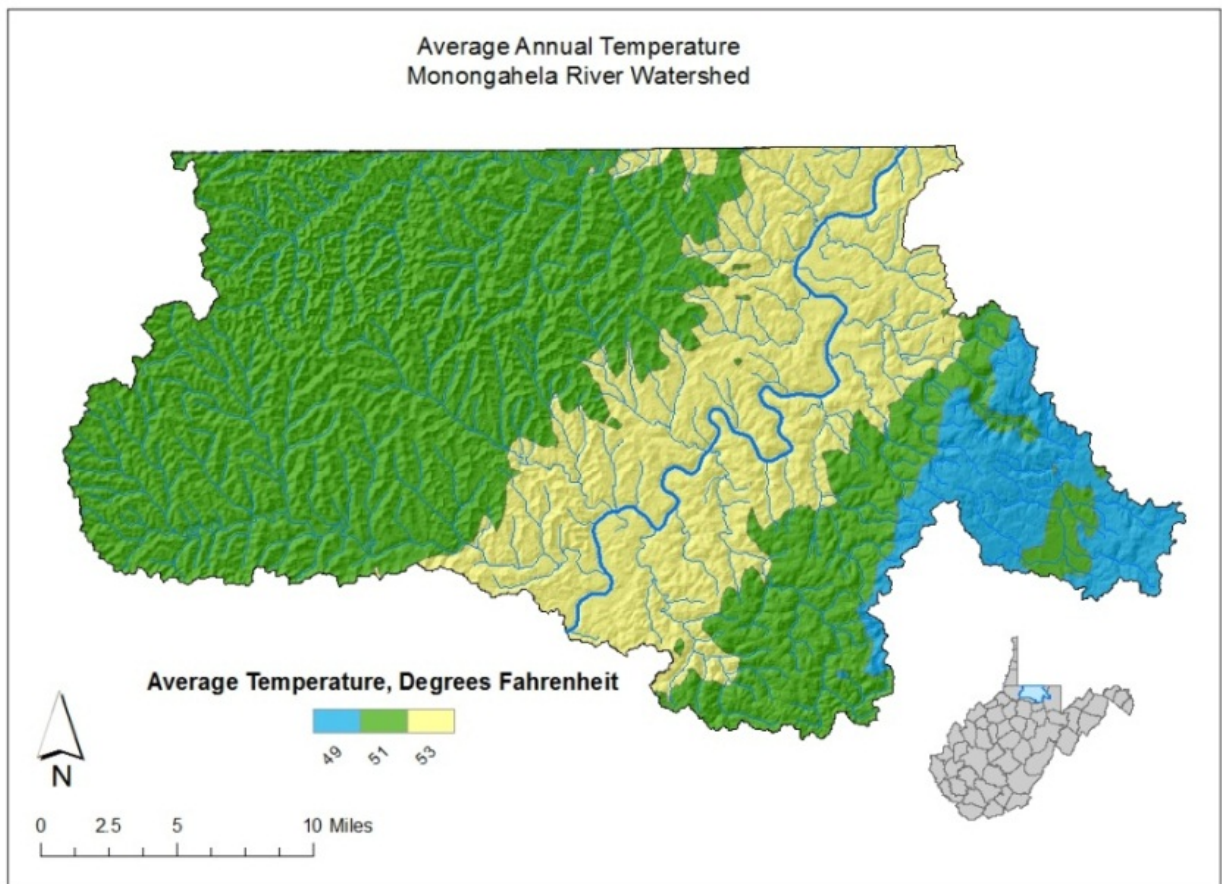 Average Annual Temperature
Monongahela River Watershed
Average Temperature, Degrees Fahrenheit
49 51 53
N
0 2.5 5 10 Miles